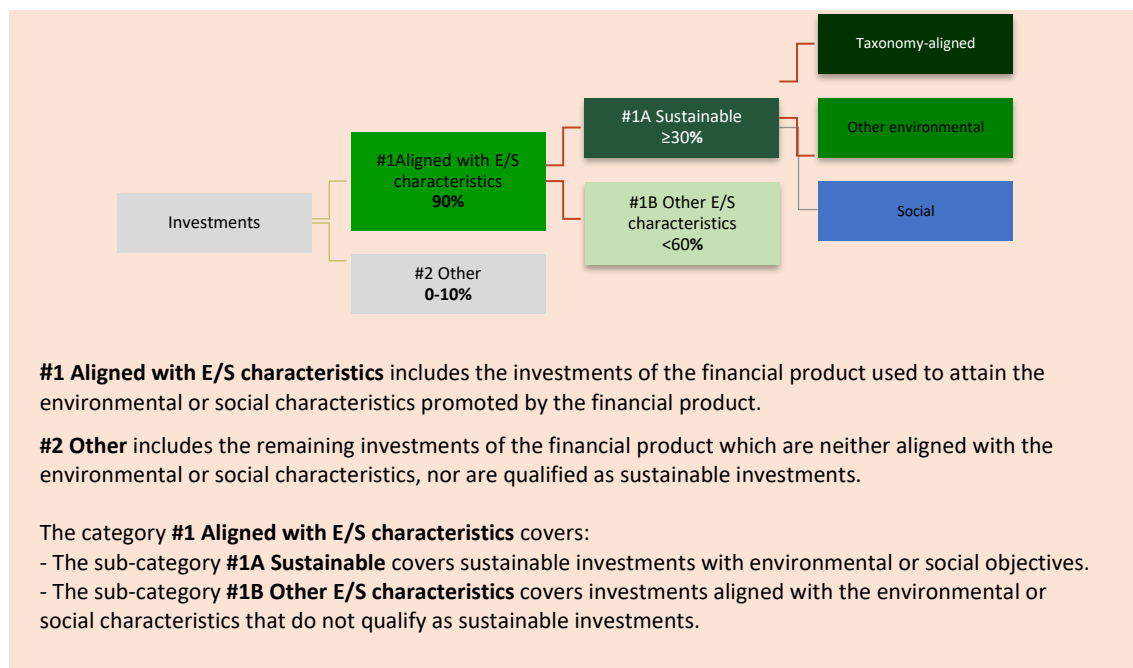 Taxonomy-aligned
#1A Sustainable
≥30%
Other environmental
#1Aligned with E/S
characteristics
90%
#1B Other E/S
characteristics
<60%
Social
Investments
#2 Other
0-10%
#1 Aligned with E/S characteristics includes the investments of the financial product used to attain the
environmental or social characteristics promoted by the financial product.
#2 Other includes the remaining investments of the financial product which are neither aligned with the
environmental or social characteristics, nor are qualified as sustainable investments.
The category #1 Aligned with E/S characteristics covers:
- The sub-category #1A Sustainable covers sustainable investments with environmental or social objectives.
- The sub-category #1B Other E/S characteristics covers investments aligned with the environmental or
social characteristics that do not qualify as sustainable investments.